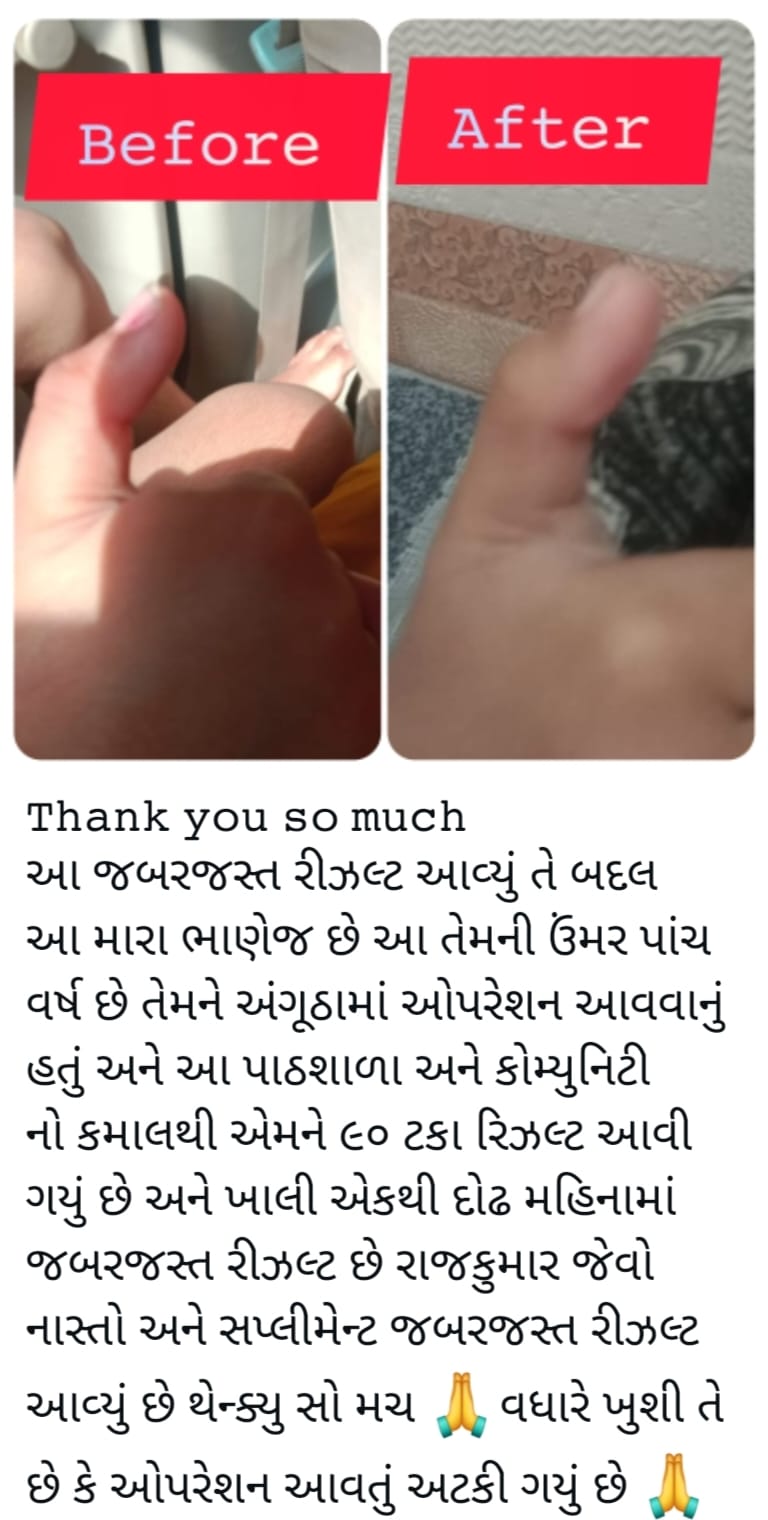 Before
After
Thank you so much
આ જબરજસ્ત રીઝલ્ટ આવ્યું તે બદલ
આ મારા ભાણેજ છે આ તેમની ઉંમર પાંચ
વર્ષ છે તેમને અંગૂઠામાં ઓપરેશન આવવાનું
હતું અને આ પાઠશાળા અને કોમ્યુનિટી
નો કમાલથી એમને ૯૦ ટકા રિઝલ્ટ આવી
ગયું છે અને ખાલી એકથી દોઢ મહિનામાં
જબરજસ્ત રીઝલ્ટ છે રાજકુમાર જેવો
નાસ્તો અને સપ્લીમેન્ટ જબરજસ્ત રીઝલ્ટ
આવ્યું છે થેન્ક્યુ સો મચ 🙏 વધારે ખુશી તે
છે કે ઓપરેશન આવતું અટકી ગયું છે 🙏